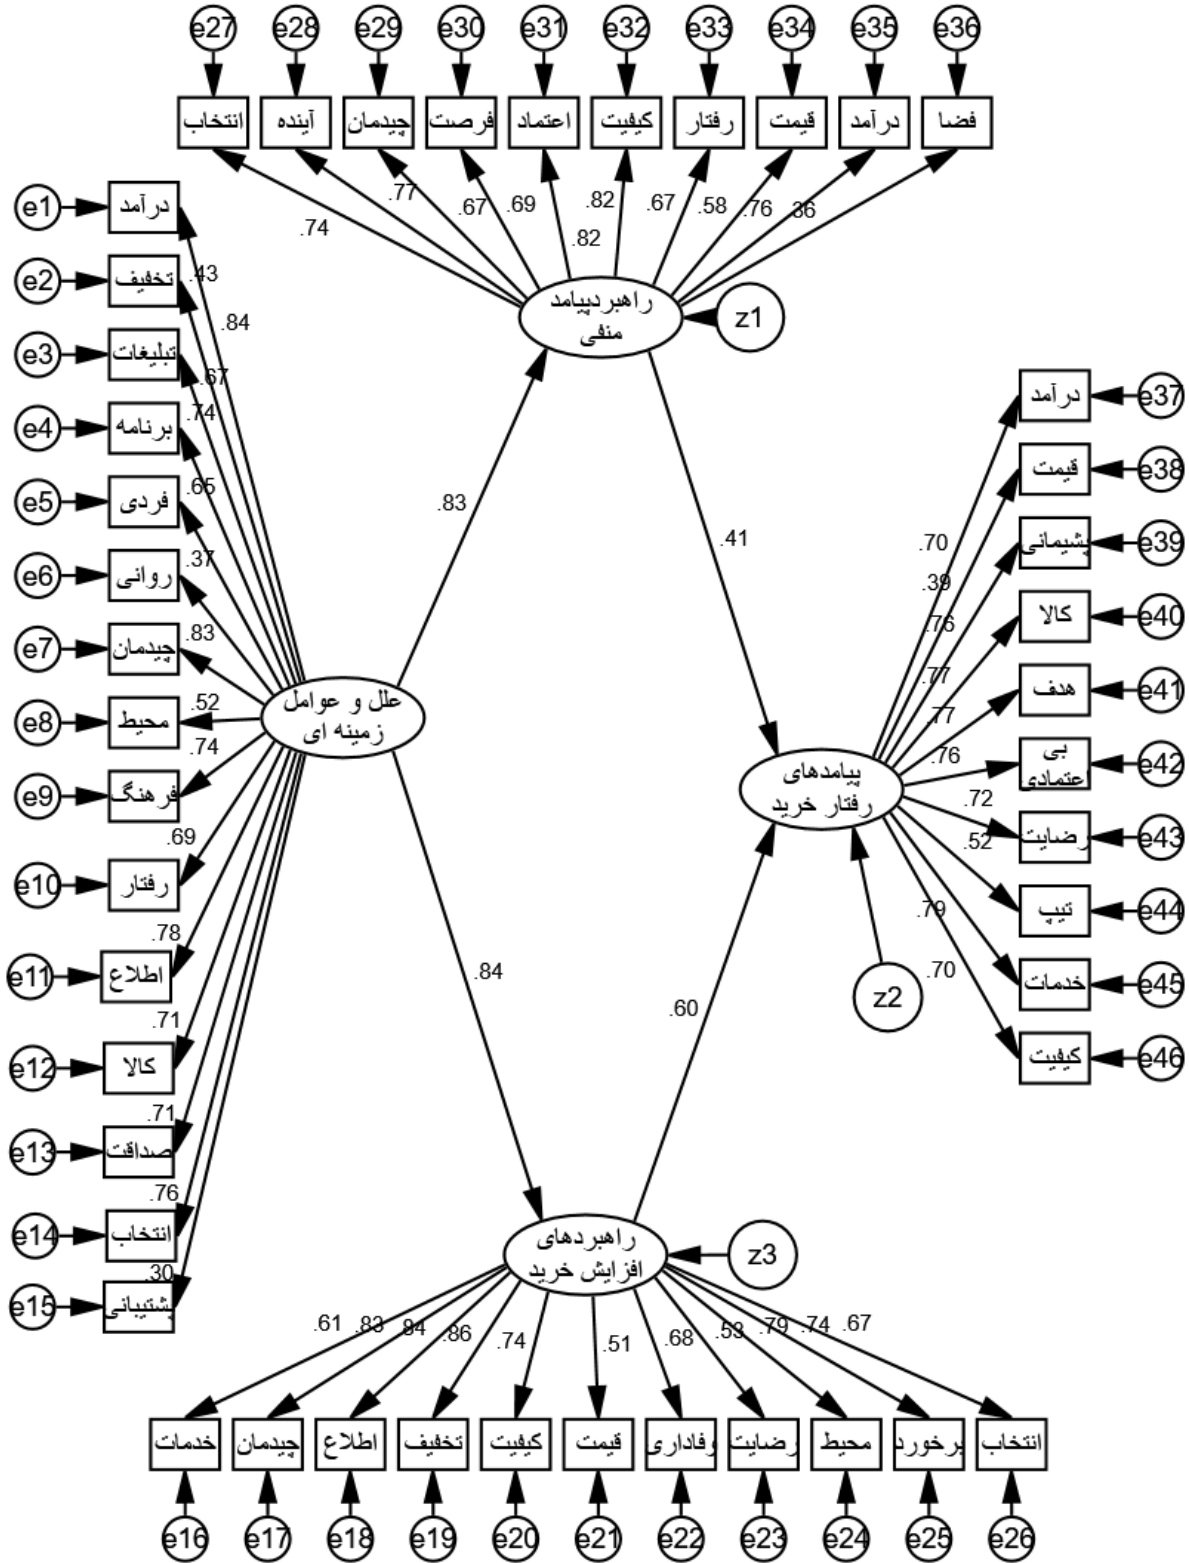 e27 e28 e29 e30 e31 e32 e33 e34 e35 e36
انتخاب آینده چیدمان فرصت اعتماد کیفیت رفتار قیمت درآمد فضا
.74 .77 .67 .69 .82 .82 .67 .58 .76 .36
راهبردپیامد
منفی
z1
e1 درآمد
e2 تخفیف
e3 تبلیغات
e4 برنامه
e5 فردی
e6 روانی
e7 چیدمان
e8 محیط
e9 فرهنگ
e10 رفتار
e11 اطلاع
e12 کالا
e13 صداقت
e14 انتخاب
e15 پشتیبانی
.84
.43
.67
.74
.65
.37
.83
.52
.74
.69
.78
.71
.71
.76
.30
علل و عوامل
زمینه ای
.83
.41
.84
.60
درآمد e37
قیمت e38
پشیمانی e39
کالا e40
هدف e41
بی
اعتمادی e42
رضایت e43
تیپ e44
خدمات e45
کیفیت e46
.70
.39
.76
.77
.77
.76
.72
.52
.79
.70
پیامدهای
رفتار خرید
z2
راهبردهای
افزایش خرید
z3
.61 .83 .84 .86 .74 .51 .68 .53 .79 .74 .67
خدمات چیدمان اطلاع تخفیف کیفیت قیمت وفاداری رضایت محیط برخورد انتخاب
e16 e17 e18 e19 e20 e21 e22 e23 e24 e25 e26